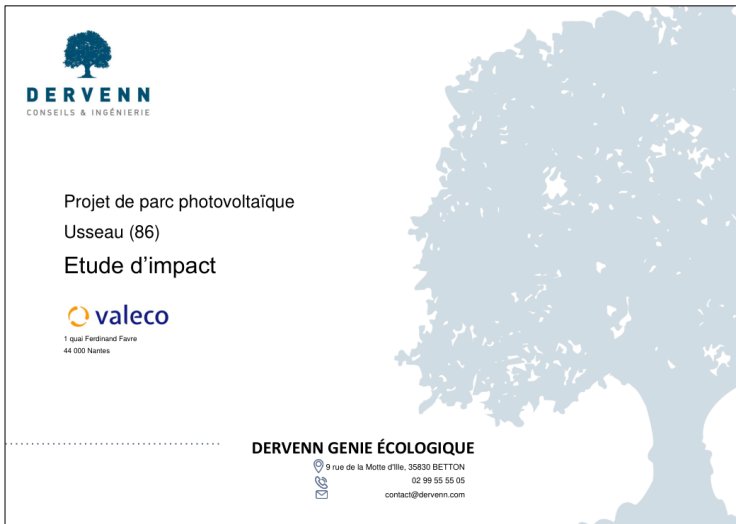 DERVENN
CONSEILS & INGÉNIERIE
Projet de parc photovoltaïque
Usseau (86)
Etude d'impact
valeco
1 quai Ferdinand Favre
44 000 Nantes
DERVENN GENIE ÉCOLOGIQUE
9 rue de la Motte d'Ille, 35830 BETTON
02 99 55 55 05
contact@dervenn.com